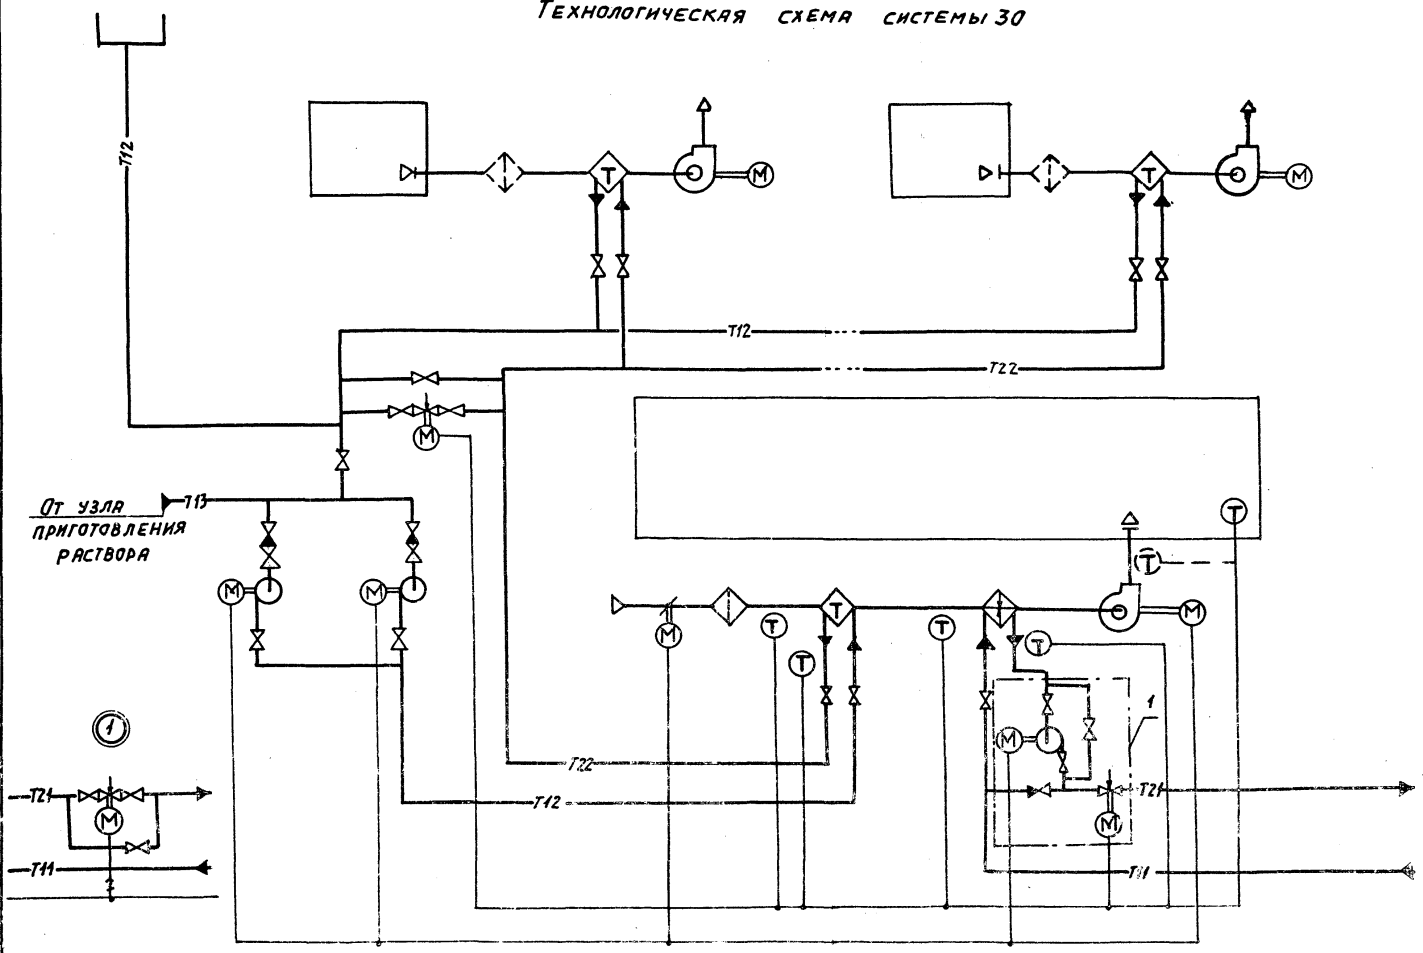 Технологическая схема системы 30
Т12
Т М
Т М
Т12
Т22
М
От узла
приготовления
раствора
Т13
Т
Т
М М
Т М
М
Т Т
Т
Т
1
М
1
Т22
Т21
М
Т12
Т21
М
Т11
Т11